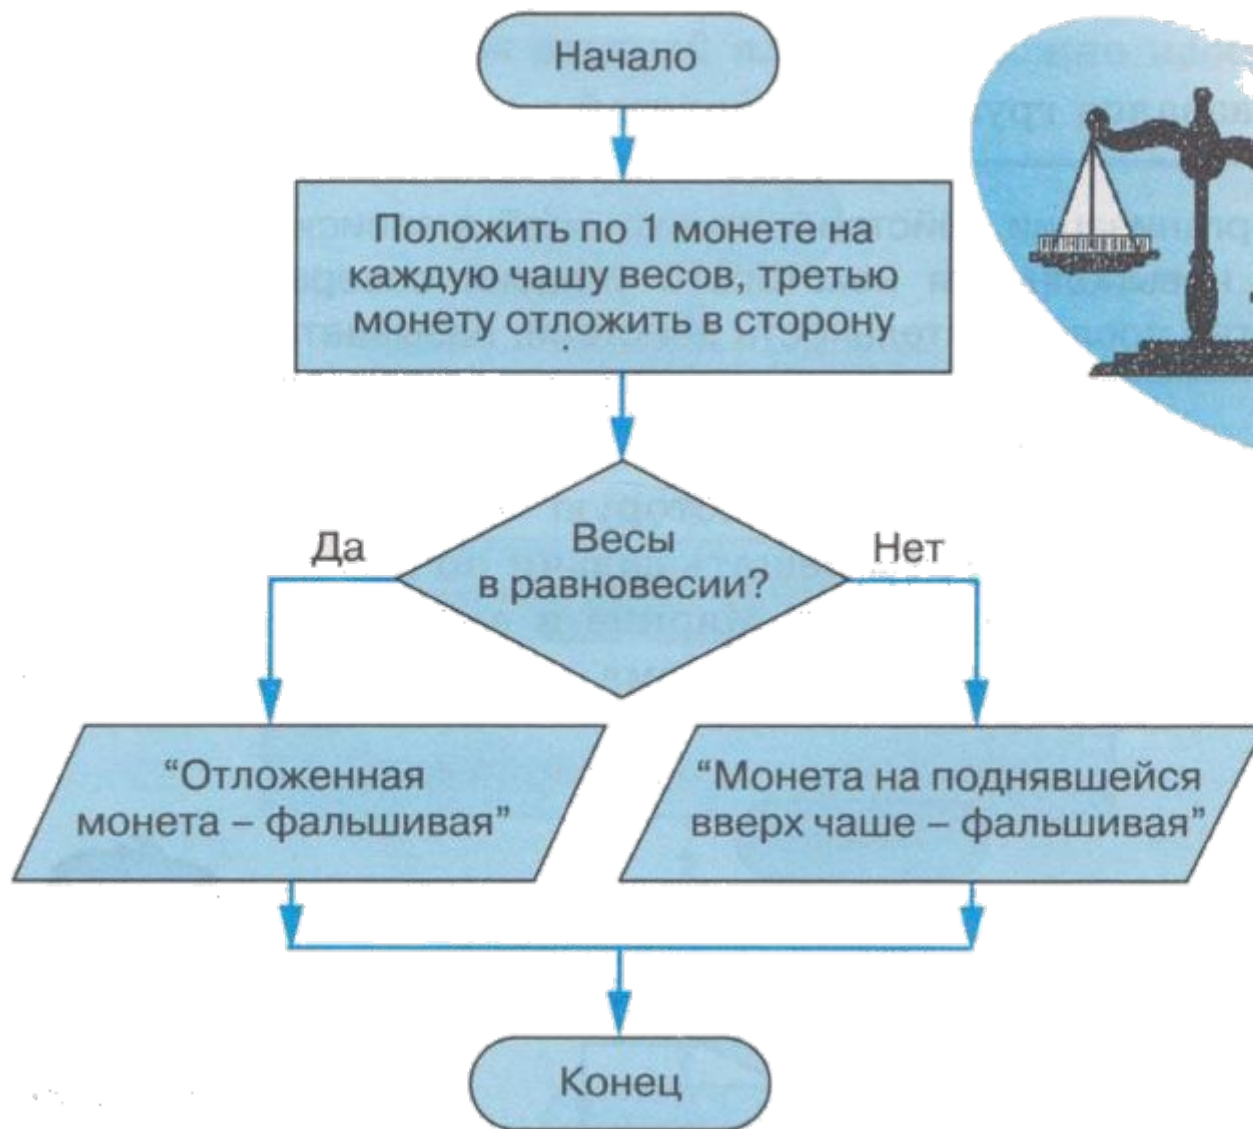 Начало
Положить по 1 монете на
каждую чашу весов, третью
монету отложить в сторону
Весы
в равновесии?
Да
Нет
“Отложенная
монета – фальшивая”
“Монета на поднявшейся
вверх чаше – фальшивая”
Конец